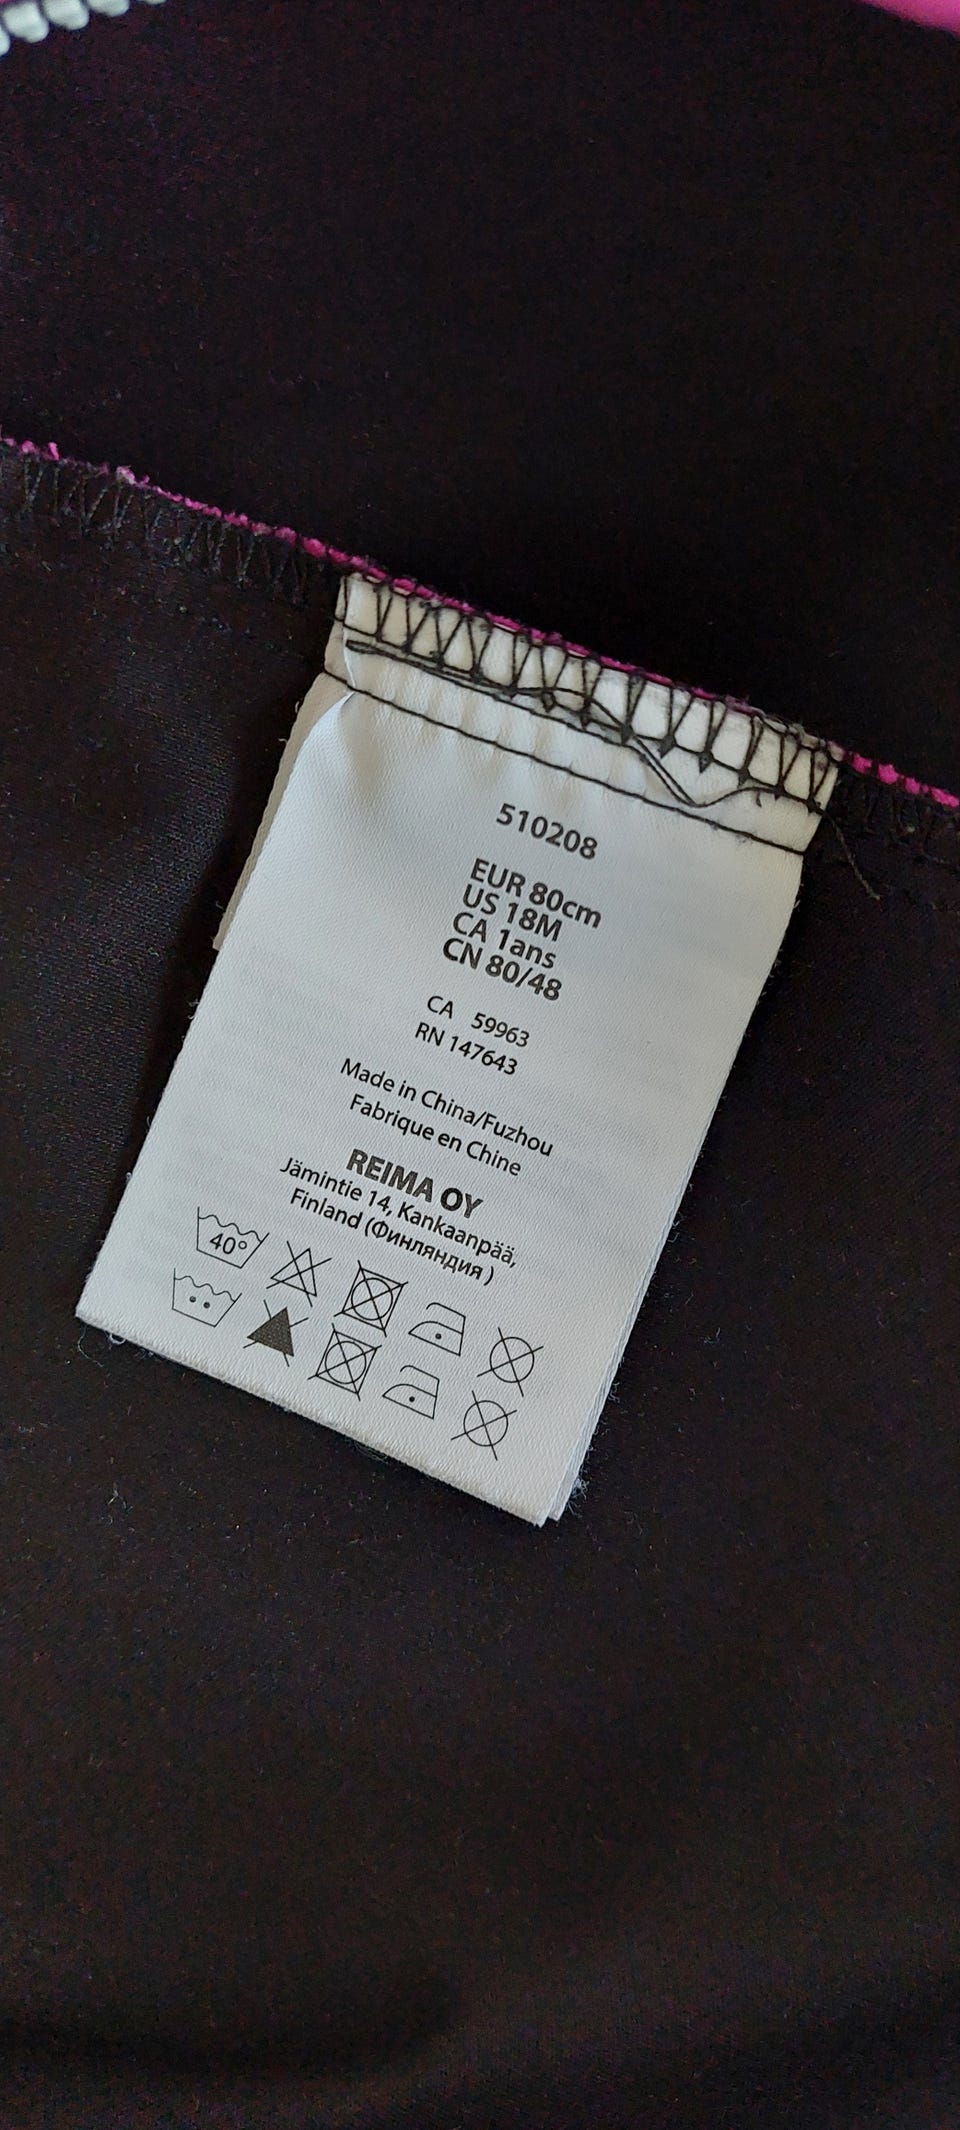 510208
EUR 80cm
US 18M
CA 1ans
CN 80/48
CA 59963
RN 147643
Made in China/Fuzhou
Fabrique en Chine
REIMA OY
Jämintie 14, Kankaanpää,
Finland (Финляндия )
40°